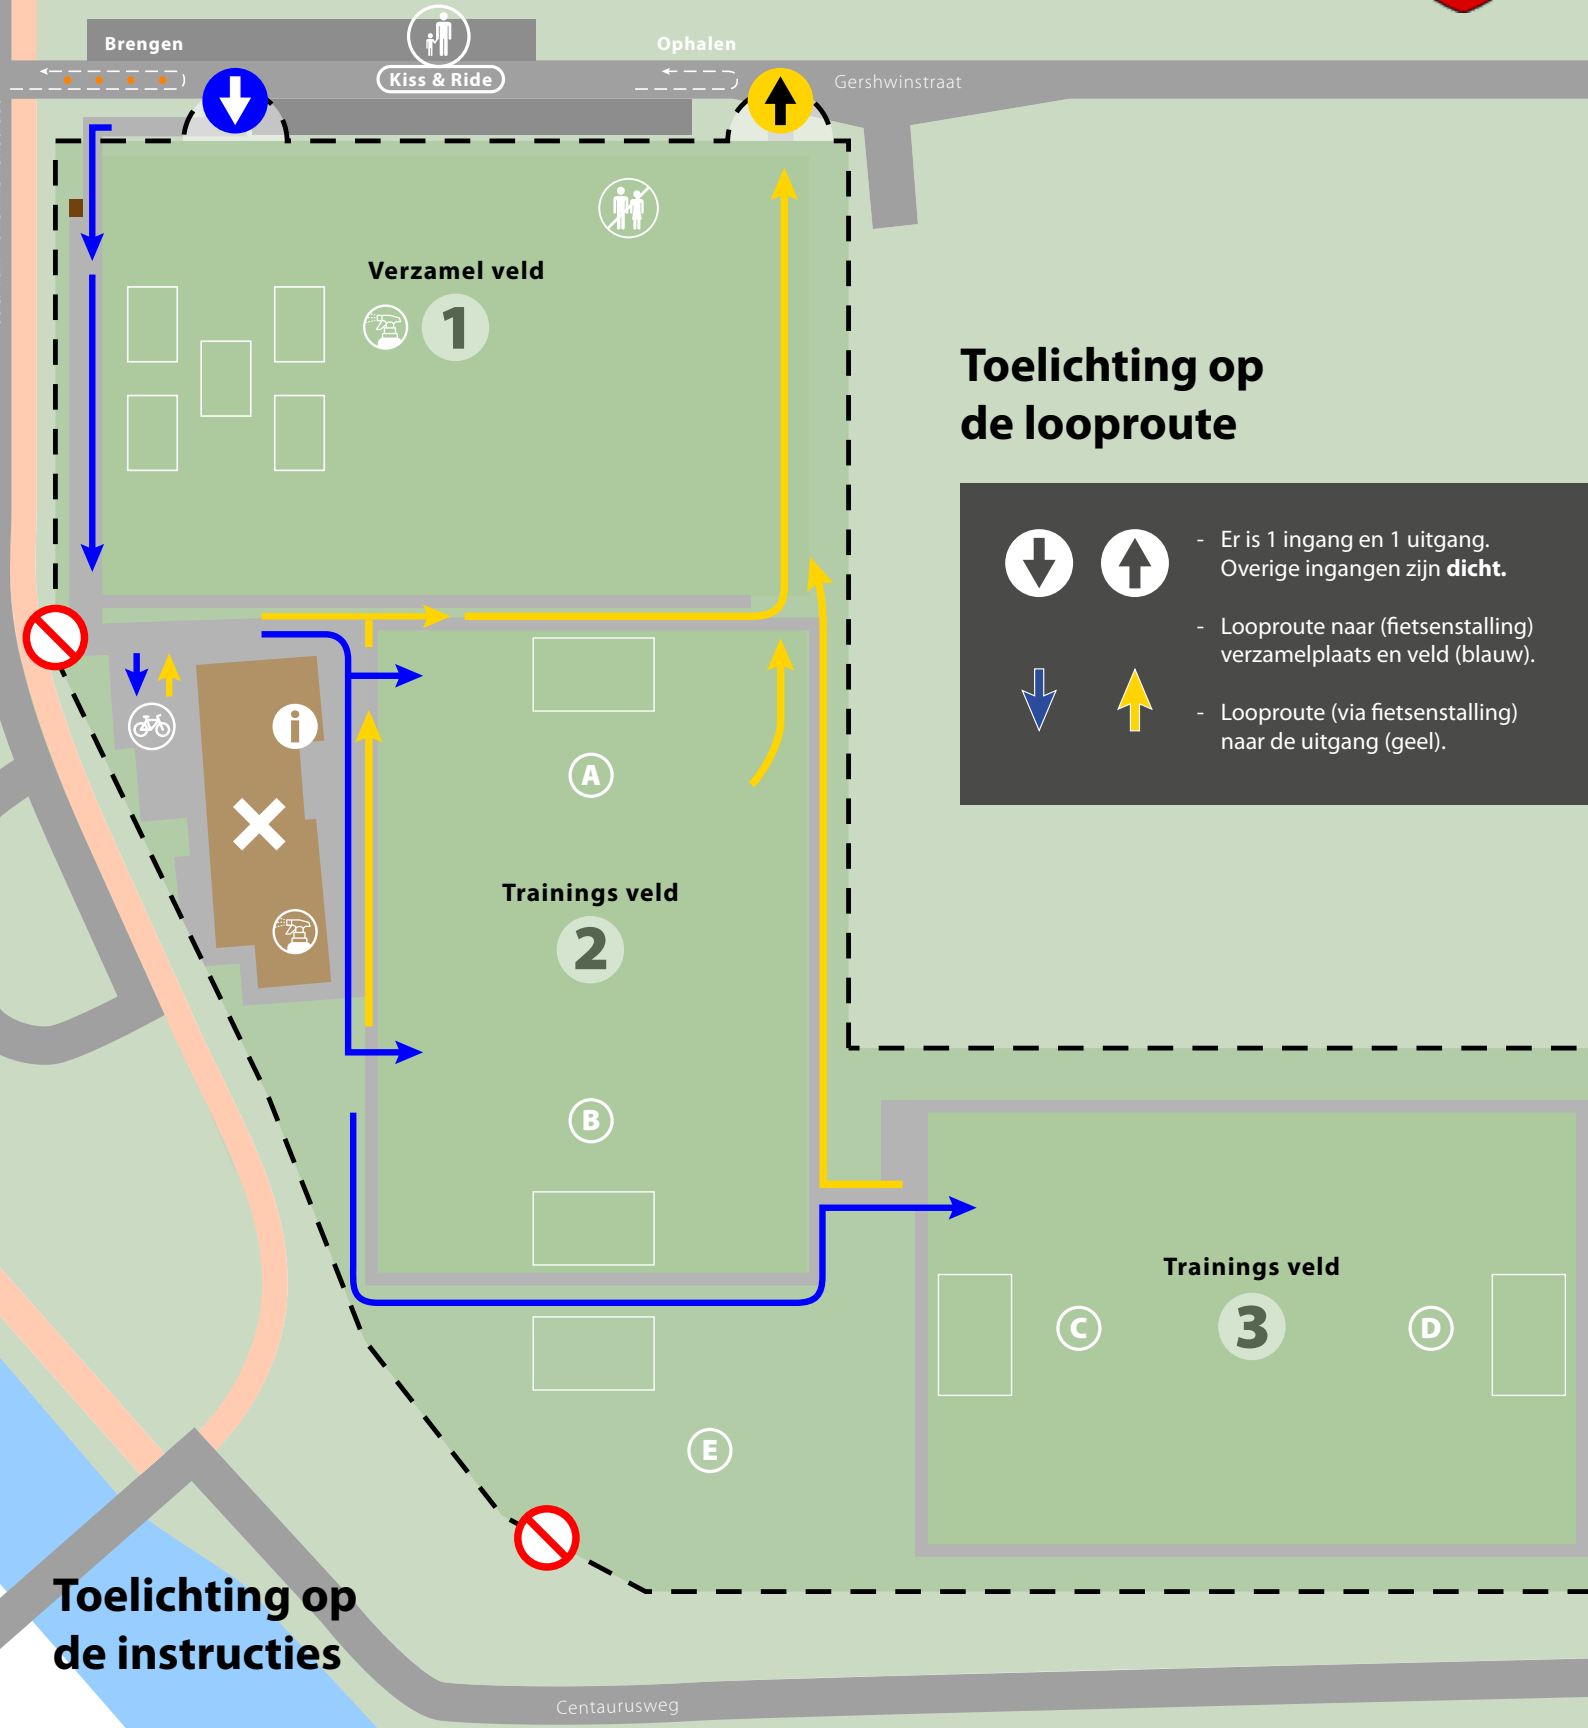 Brengen
Kiss & Ride
Ophalen
Gershwinstraat
Verzamel veld
1
Toelichting op
de looproute
- Er is 1 ingang en 1 uitgang.
Overige ingangen zijn dicht.
- Looproute naar (fietsenstalling)
verzamelplaats en veld (blauw).
- Looproute (via fietsenstalling)
naar de uitgang (geel).
i
A
Trainings veld
2
B
Trainings veld
3
C
D
E
Toelichting op
de instructies
Centaurusweg